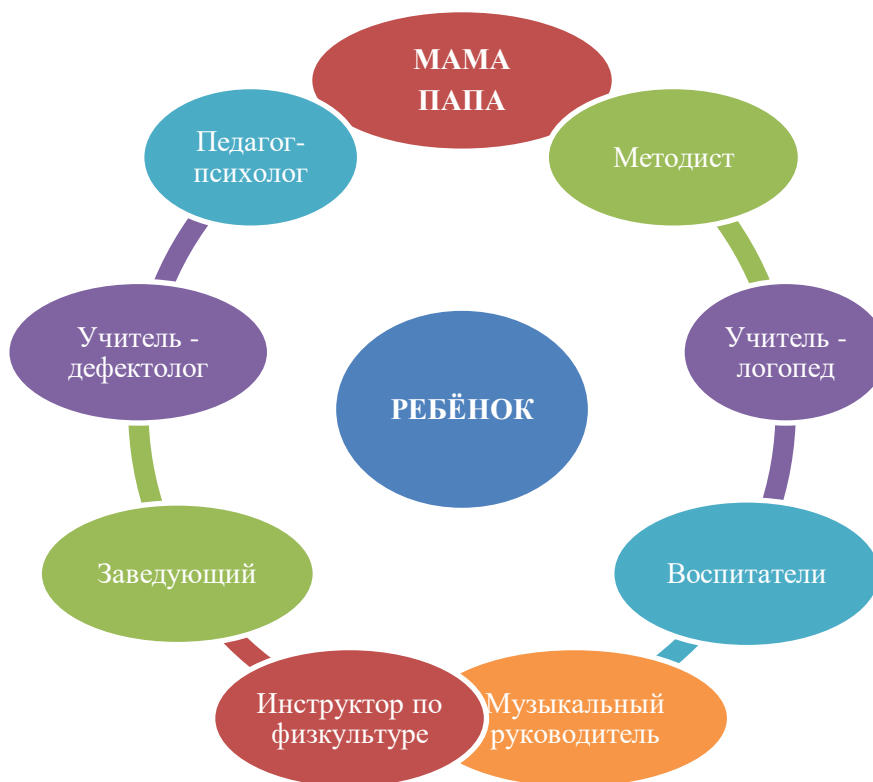 МАМА
ПАПА
Педагог-
психолог
Методист
Учитель -
дефектолог
Учитель -
логопед
РЕБЁНОК
Заведующий
Воспитатели
Инструктор по
физкультуре
Музыкальный
руководитель